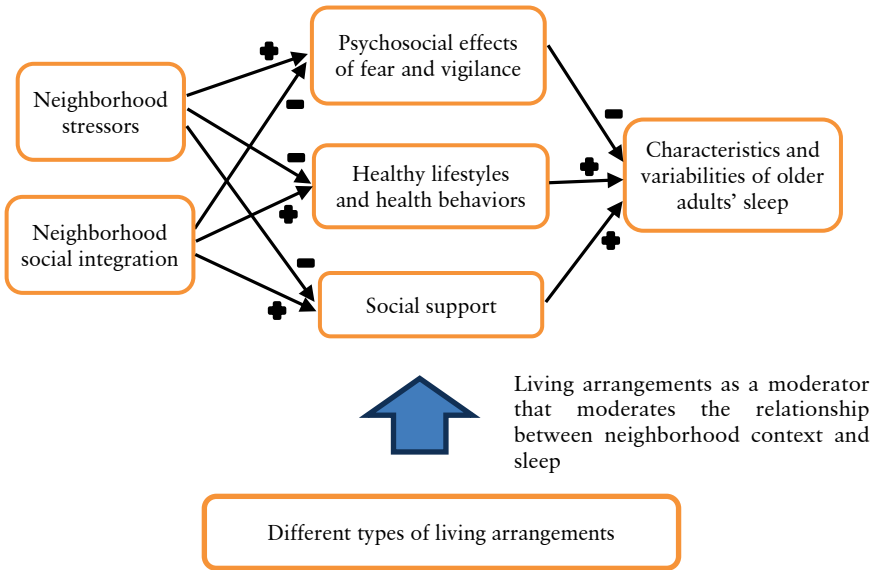 Psychosocial effects
of fear and vigilance
Neighborhood
stressors
Healthy lifestyles
and health behaviors
Characteristics and
variabilities of older
adults’ sleep
Neighborhood
social integration
Social support
Living arrangements as a moderator
that moderates the relationship
between neighborhood context and
sleep
Different types of living arrangements